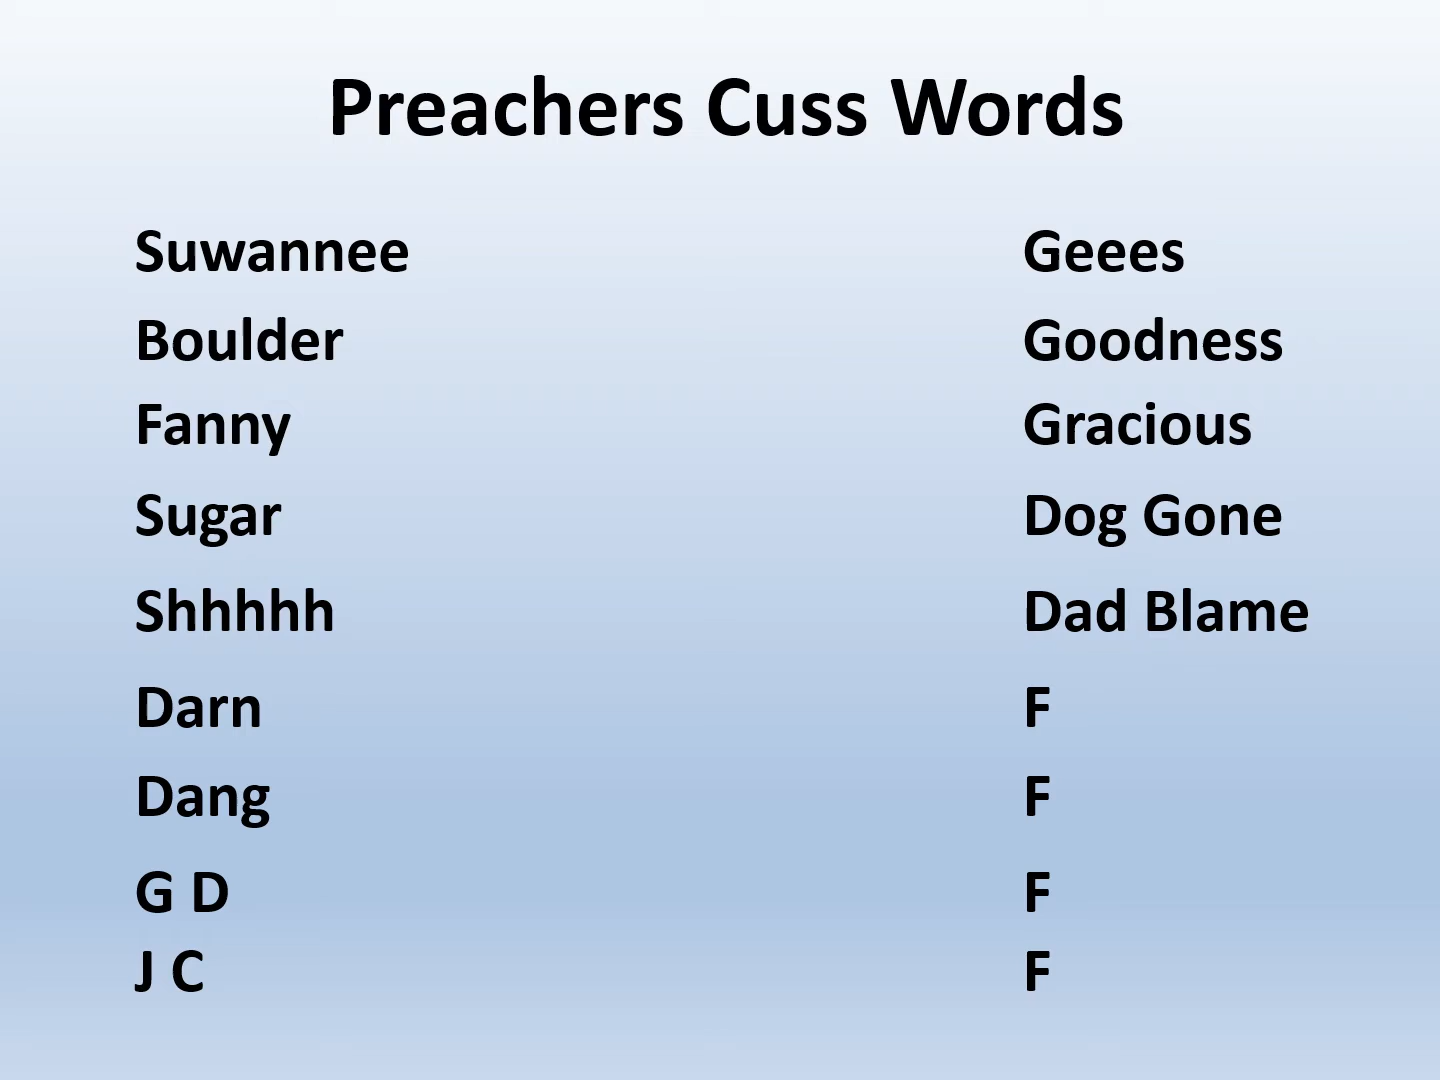 Preachers Cuss Words
Suwannee
Boulder
Fanny
Sugar
Shhhhh
Darn
Dang
G D
J C
Geees
Goodness
Gracious
Dog Gone
Dad Blame
F
F
F
F